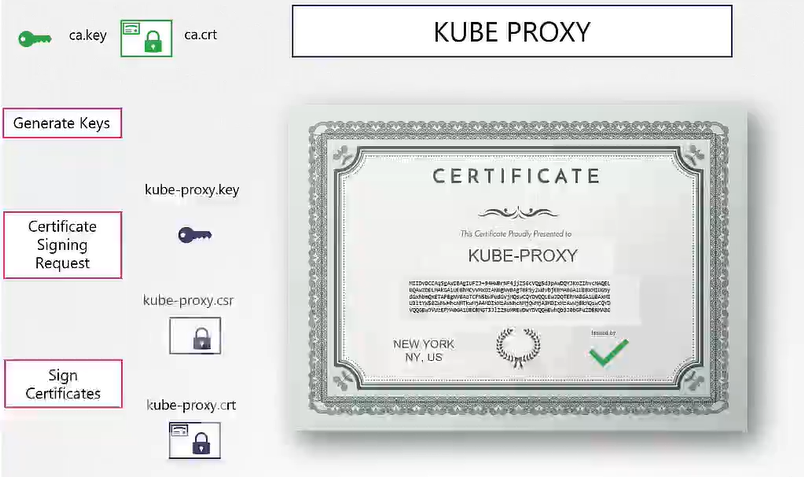 ca.key
ca.crt
KUBE PROXY
Generate Keys
kube-proxy.key
Certificate
Signing
Request
kube-proxy.csr
Sign
Certificates
kube-proxy.crt
CERTIFICATE
This Certificate Proudly Presented to
KUBE-PROXY
NEW YORK
NY, US
Issued by